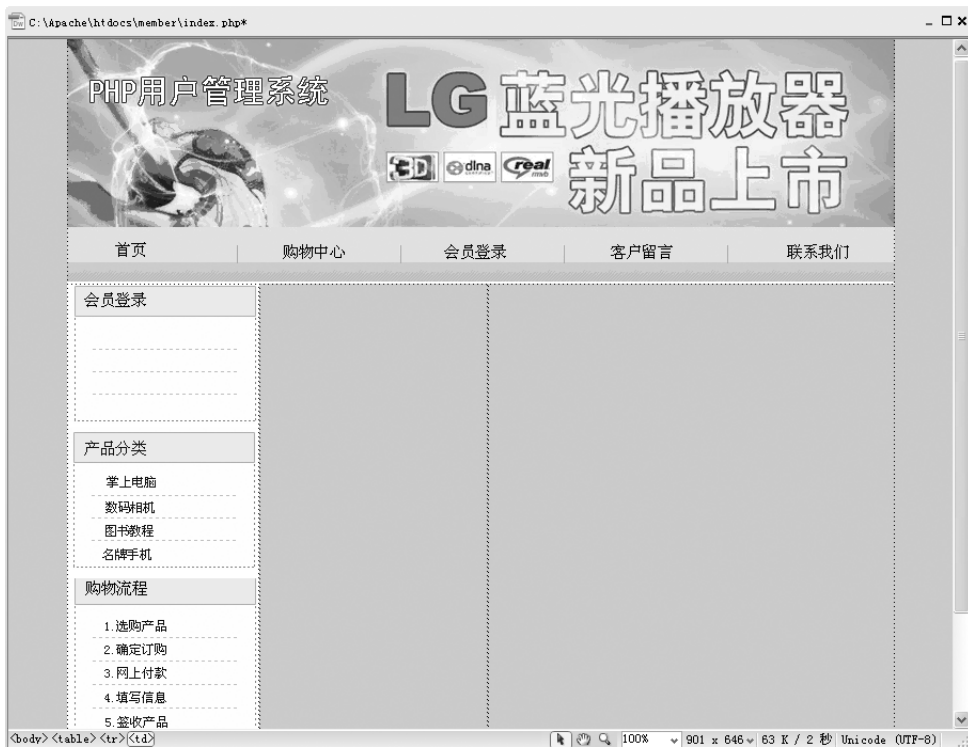 C:\Apache\htdocs\member\index.php*
PHP用户管理系统
LG 蓝光播放器
新品上市
3D dlna real
首页 购物中心 会员登录 客户留言 联系我们
会员登录
产品分类
掌上电脑
数码相机
图书教程
名牌手机
购物流程
1.选购产品
2.确定订购
3.网上付款
4.填写信息
5.签收产品
<body> <table> <tr> <td> 100% 901 x 646 63 K / 2 秒 Unicode (UTF-8)